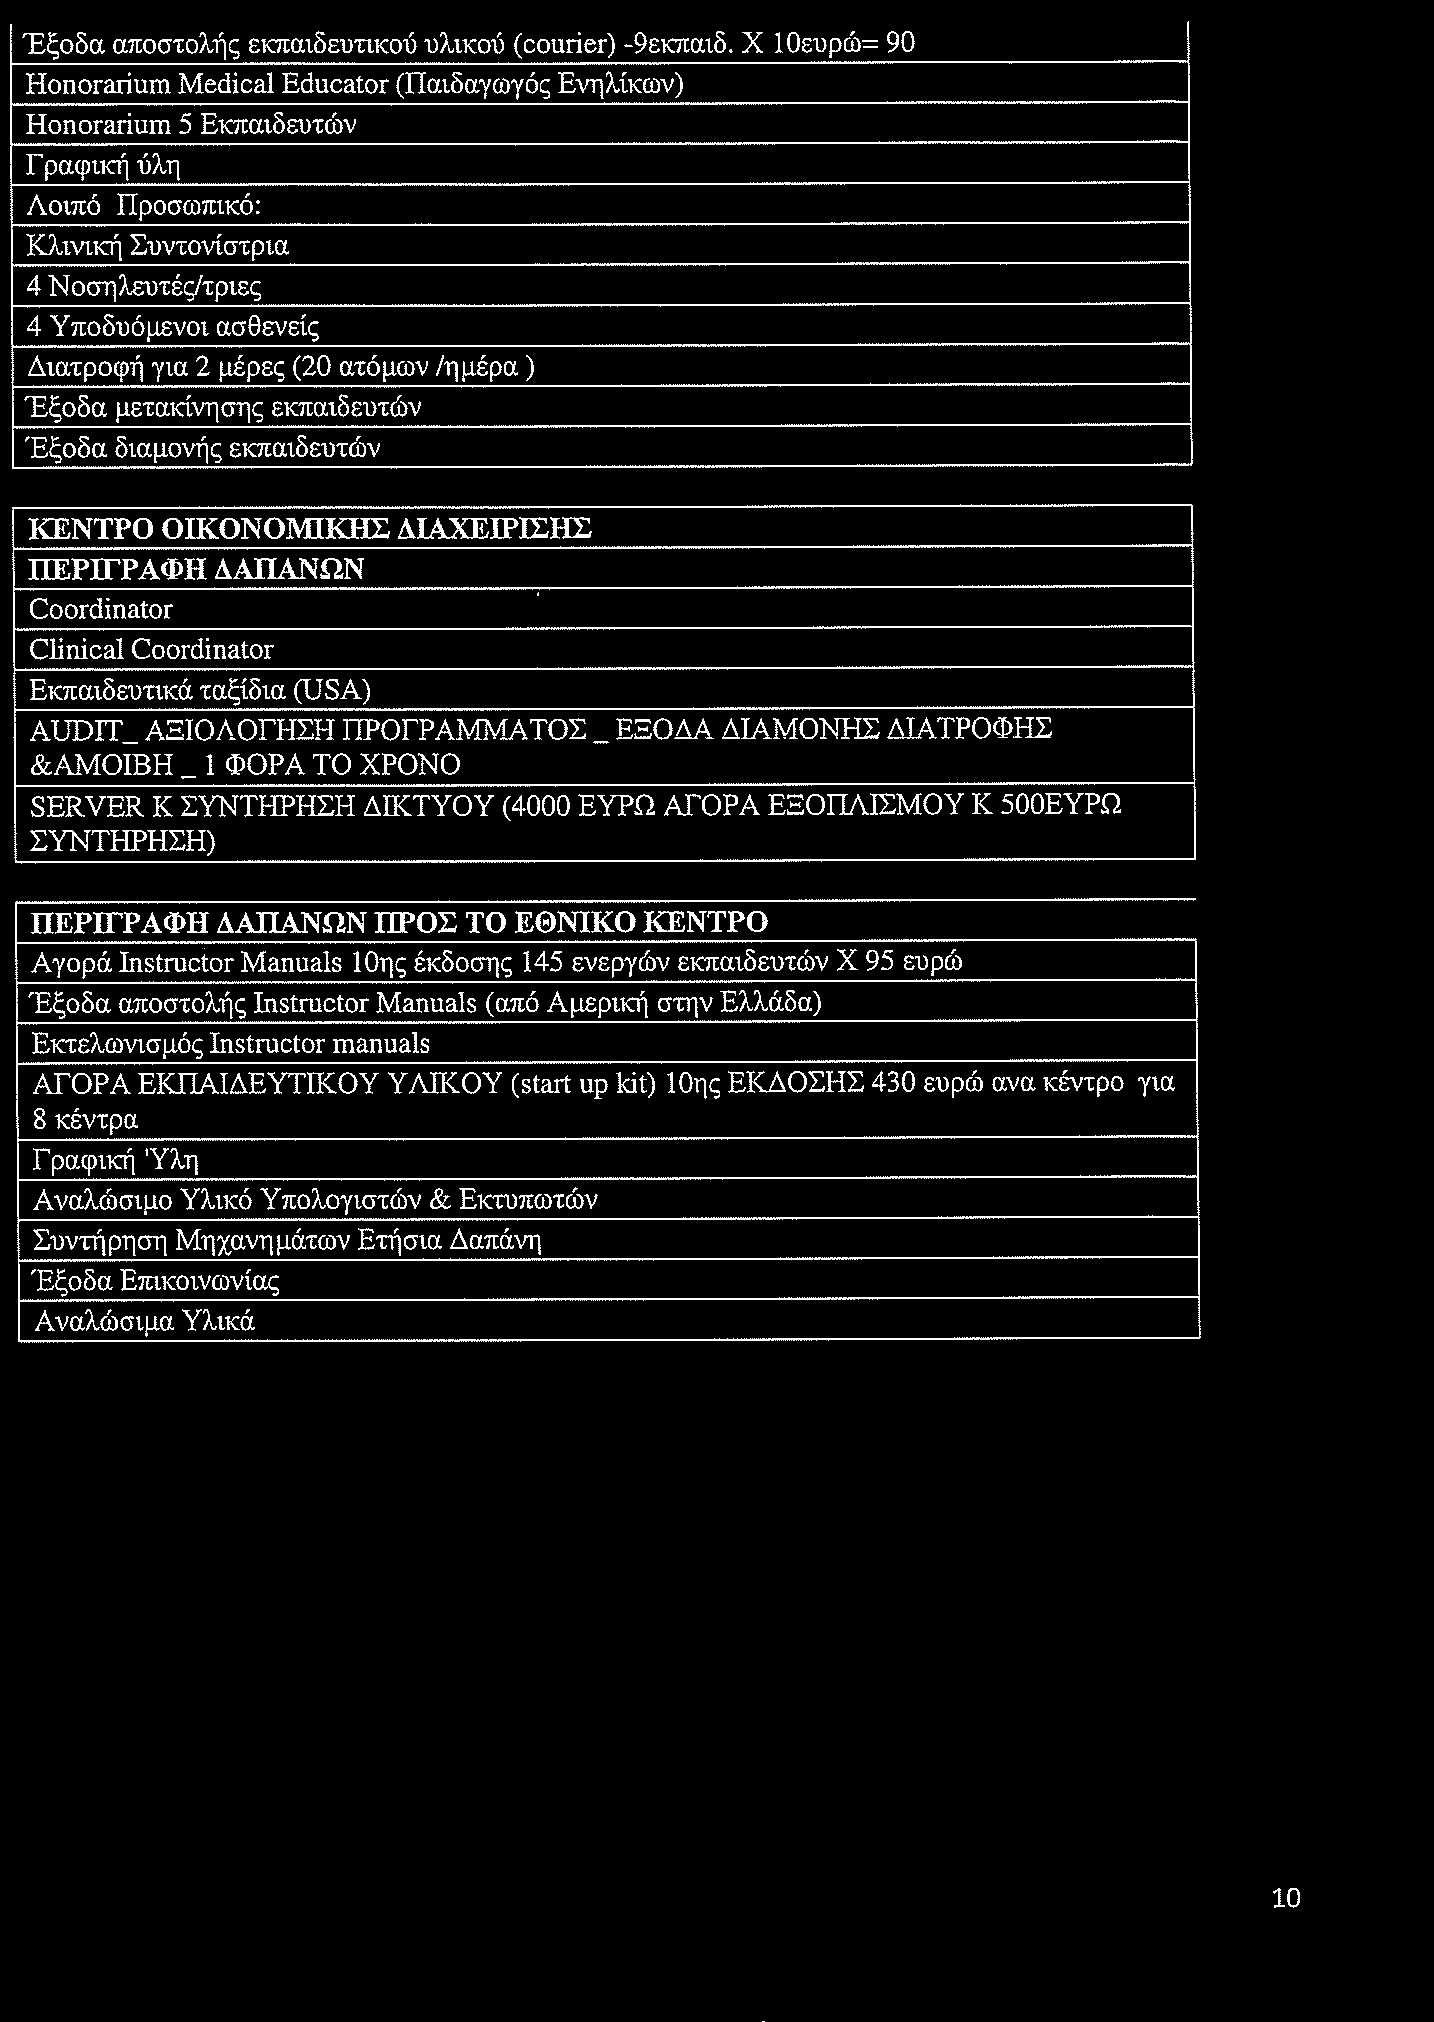 Έξοδα αποστολής εκπαιδευτικού υλικού (courier) -9εκπαιδ. Χ 10ευρώ= 90
Honorarium Medical Educator (Παιδαγωγός Ενηλίκων)
Honorarium 5 Εκπαιδευτών
Γραφική ύλη
Λοιπό Προσωπικό:
Κλινική Συντονίστρια
4 Νοσηλευτές/τριες
4 Υποδυόμενοι ασθενείς
Διατροφή για 2 μέρες (20 ατόμων /ημέρα )
Έξοδα μετακίνησης εκπαιδευτών
Έξοδα διαμονής εκπαιδευτών
ΚΕΝΤΡΟ ΟΙΚΟΝΟΜΙΚΗΣ ΔΙΑΧΕΙΡΙΣΗΣ
ΠΕΡΙΓΡΑΦΗ ΔΑΠΑΝΩΝ
Coordinator
Clinical Coordinator
Εκπαιδευτικά ταξίδια (USA)
AUDIT_ ΑΞΙΟΛΟΓΗΣΗ ΠΡΟΓΡΑΜΜΑΤΟΣ _ ΕΞΟΔΑ ΔΙΑΜΟΝΗΣ ΔΙΑΤΡΟΦΗΣ
&ΑΜΟΙΒΗ _ 1 ΦΟΡΑ ΤΟ ΧΡΟΝΟ
SERVER Κ ΣΥΝΤΗΡΗΣΗ ΔΙΚΤΥΟΥ (4000 ΕΥΡΩ ΑΓΟΡΑ ΕΞΟΠΛΙΣΜΟΥ Κ 500ΕΥΡΩ
ΣΥΝΤΗΡΗΣΗ)
ΠΕΡΙΓΡΑΦΗ ΔΑΠΑΝΩΝ ΠΡΟΣ ΤΟ ΕΘΝΙΚΟ ΚΕΝΤΡΟ
Αγορά Instructor Manuals 10ης έκδοσης 145 ενεργών εκπαιδευτών Χ 95 ευρώ
Έξοδα αποστολής Instructor Manuals (από Αμερική στην Ελλάδα)
Εκτελωνισμός Instructor manuals
ΑΓΟΡΑ ΕΚΠΑΙΔΕΥΤΙΚΟΥ ΥΛΙΚΟΥ (start up kit) 10ης ΕΚΔΟΣΗΣ 430 ευρώ ανα κέντρο για
8 κέντρα
Γραφική Ύλη
Αναλώσιμο Υλικό Υπολογιστών & Εκτυπωτών
Συντήρηση Μηχανημάτων Ετήσια Δαπάνη
Έξοδα Επικοινωνίας
Αναλώσιμα Υλικά
10